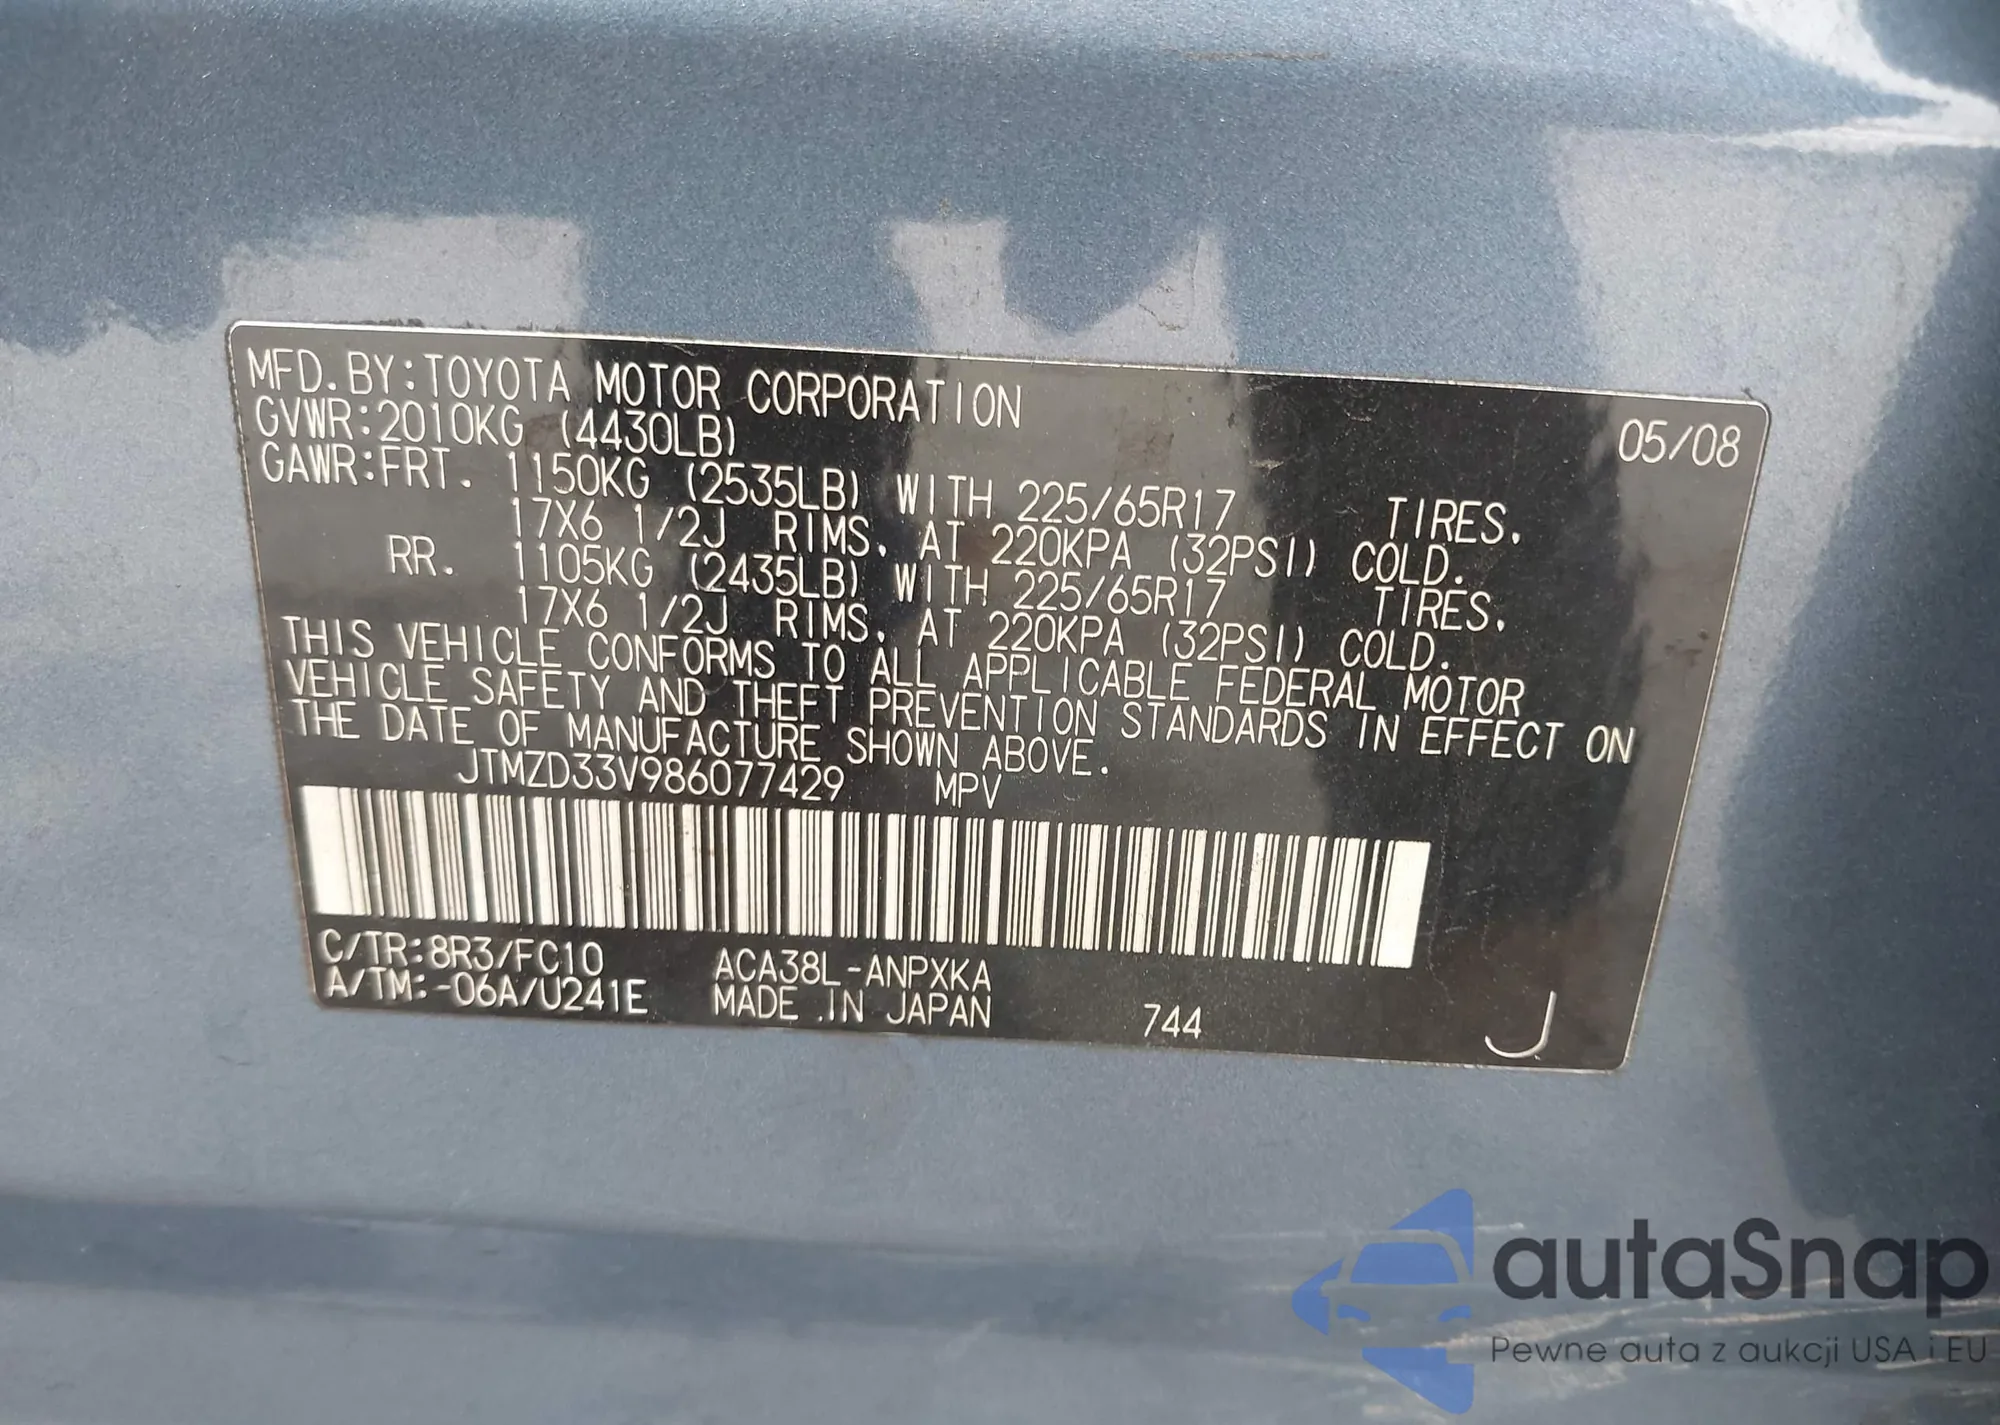 MFD.BY:TOYOTA MOTOR CORPORATION 05/08
GVWR:2010KG (4430LB)
GAWR:FRT. 1150KG (2535LB) WITH 225/65R17 TIRES.
17X6 1/2J RIMS, AT 220KPA (32PSI) COLD.
RR. 1105KG (2435LB) WITH 225/65R17 TIRES.
17X6 1/2J RIMS, AT 220KPA (32PSI) COLD.
THIS VEHICLE CONFORMS TO ALL APPLICABLE FEDERAL MOTOR
VEHICLE SAFETY AND THEFT PREVENTION STANDARDS IN EFFECT ON
THE DATE OF MANUFACTURE SHOWN ABOVE.
JTMZD33V986077429 MPV
C/TR:8R3/FC10 ACA38L-ANPXKA
A/TM:-06A/U241E MADE IN JAPAN 744 J
autaSnap
Pewne auta z aukcji USA i EU